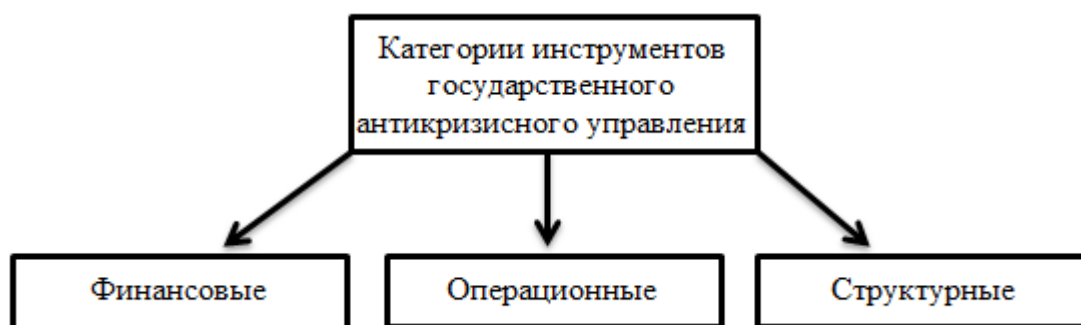 Категории инструментов
государственного
антикризисного управления
Финансовые
Операционные
Структурные